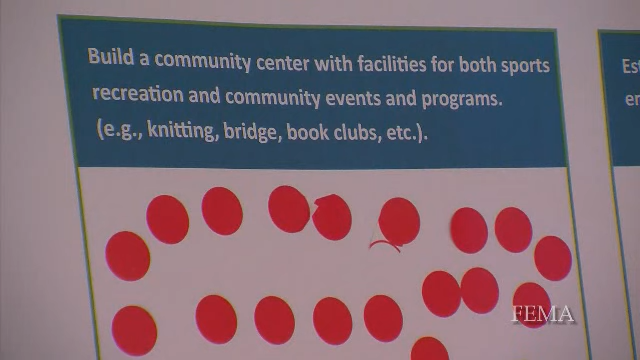 Build a community center with facilities for both sports
recreation and community events and programs.
(e.g., knitting, bridge, book clubs, etc.).
Est
FEMA